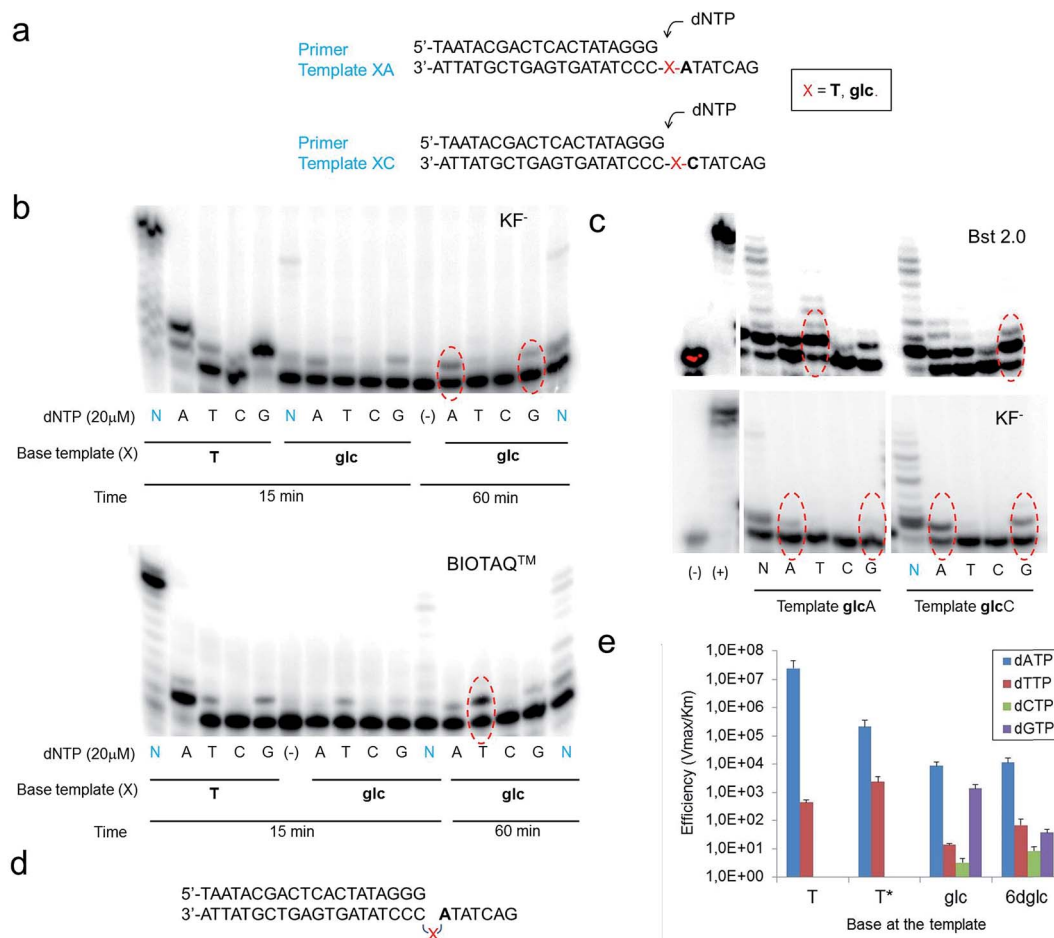 a
dNTP
Primer 5'-TAATACGACTCACTATAGGG
Template XA 3'-ATTATGCTGAGTGATATCCC-X-ATATCAG
X = T, glc.
dNTP
Primer 5'-TAATACGACTCACTATAGGG
Template XC 3'-ATTATGCTGAGTGATATCCC-X-CTATCAG
b
KF-
dNTP (20µM) N A T C G N A T C G (-) A T C G N
Base template (X) T glc glc
Time 15 min 60 min
BIOTAQ™
dNTP (20µM) N A T C G (-) A T C G N A T C G N
Base template (X) T glc glc
Time 15 min 60 min
c
Bst 2.0
KF-
(-) (+) N A T C G N A T C G
Template glcA Template glcC
d
5'-TAATACGACTCACTATAGGG
3'-ATTATGCTGAGTGATATCCC ATATCAG
X
e
Efficiency (Vmax/km)
1,0E+08
1,0E+07
1,0E+06
1,0E+05
1,0E+04
1,0E+03
1,0E+02
1,0E+01
1,0E+00
dATP
dTTP
dCTP
dGTP
T T* glc 6dglc
Base at the template